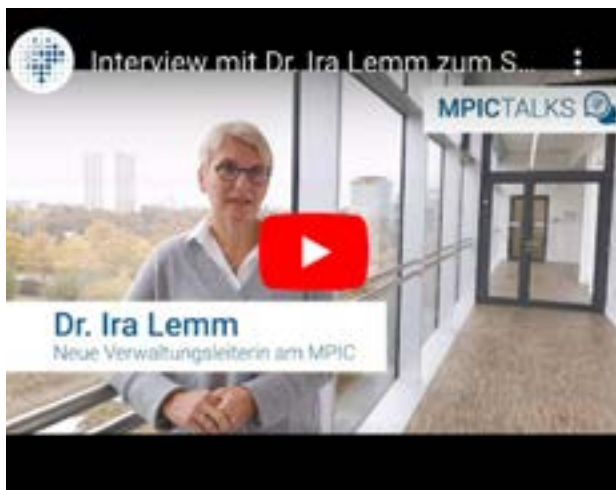 Interview mit Dr. Ira Lemm zum S...
MPICTALKS
Dr. Ira Lemm
Neue Verwaltungsleiterin am MPIC